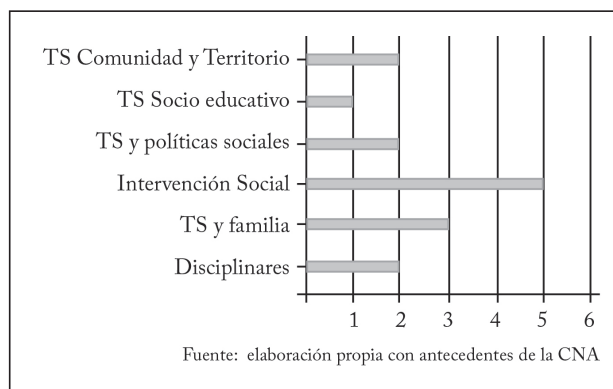 TS Comunidad y Territorio
TS Socio educativo
TS y políticas sociales
Intervención Social
TS y familia
Disciplinares
1 2 3 4 5 6
Fuente: elaboración propia con antecedentes de la CNA